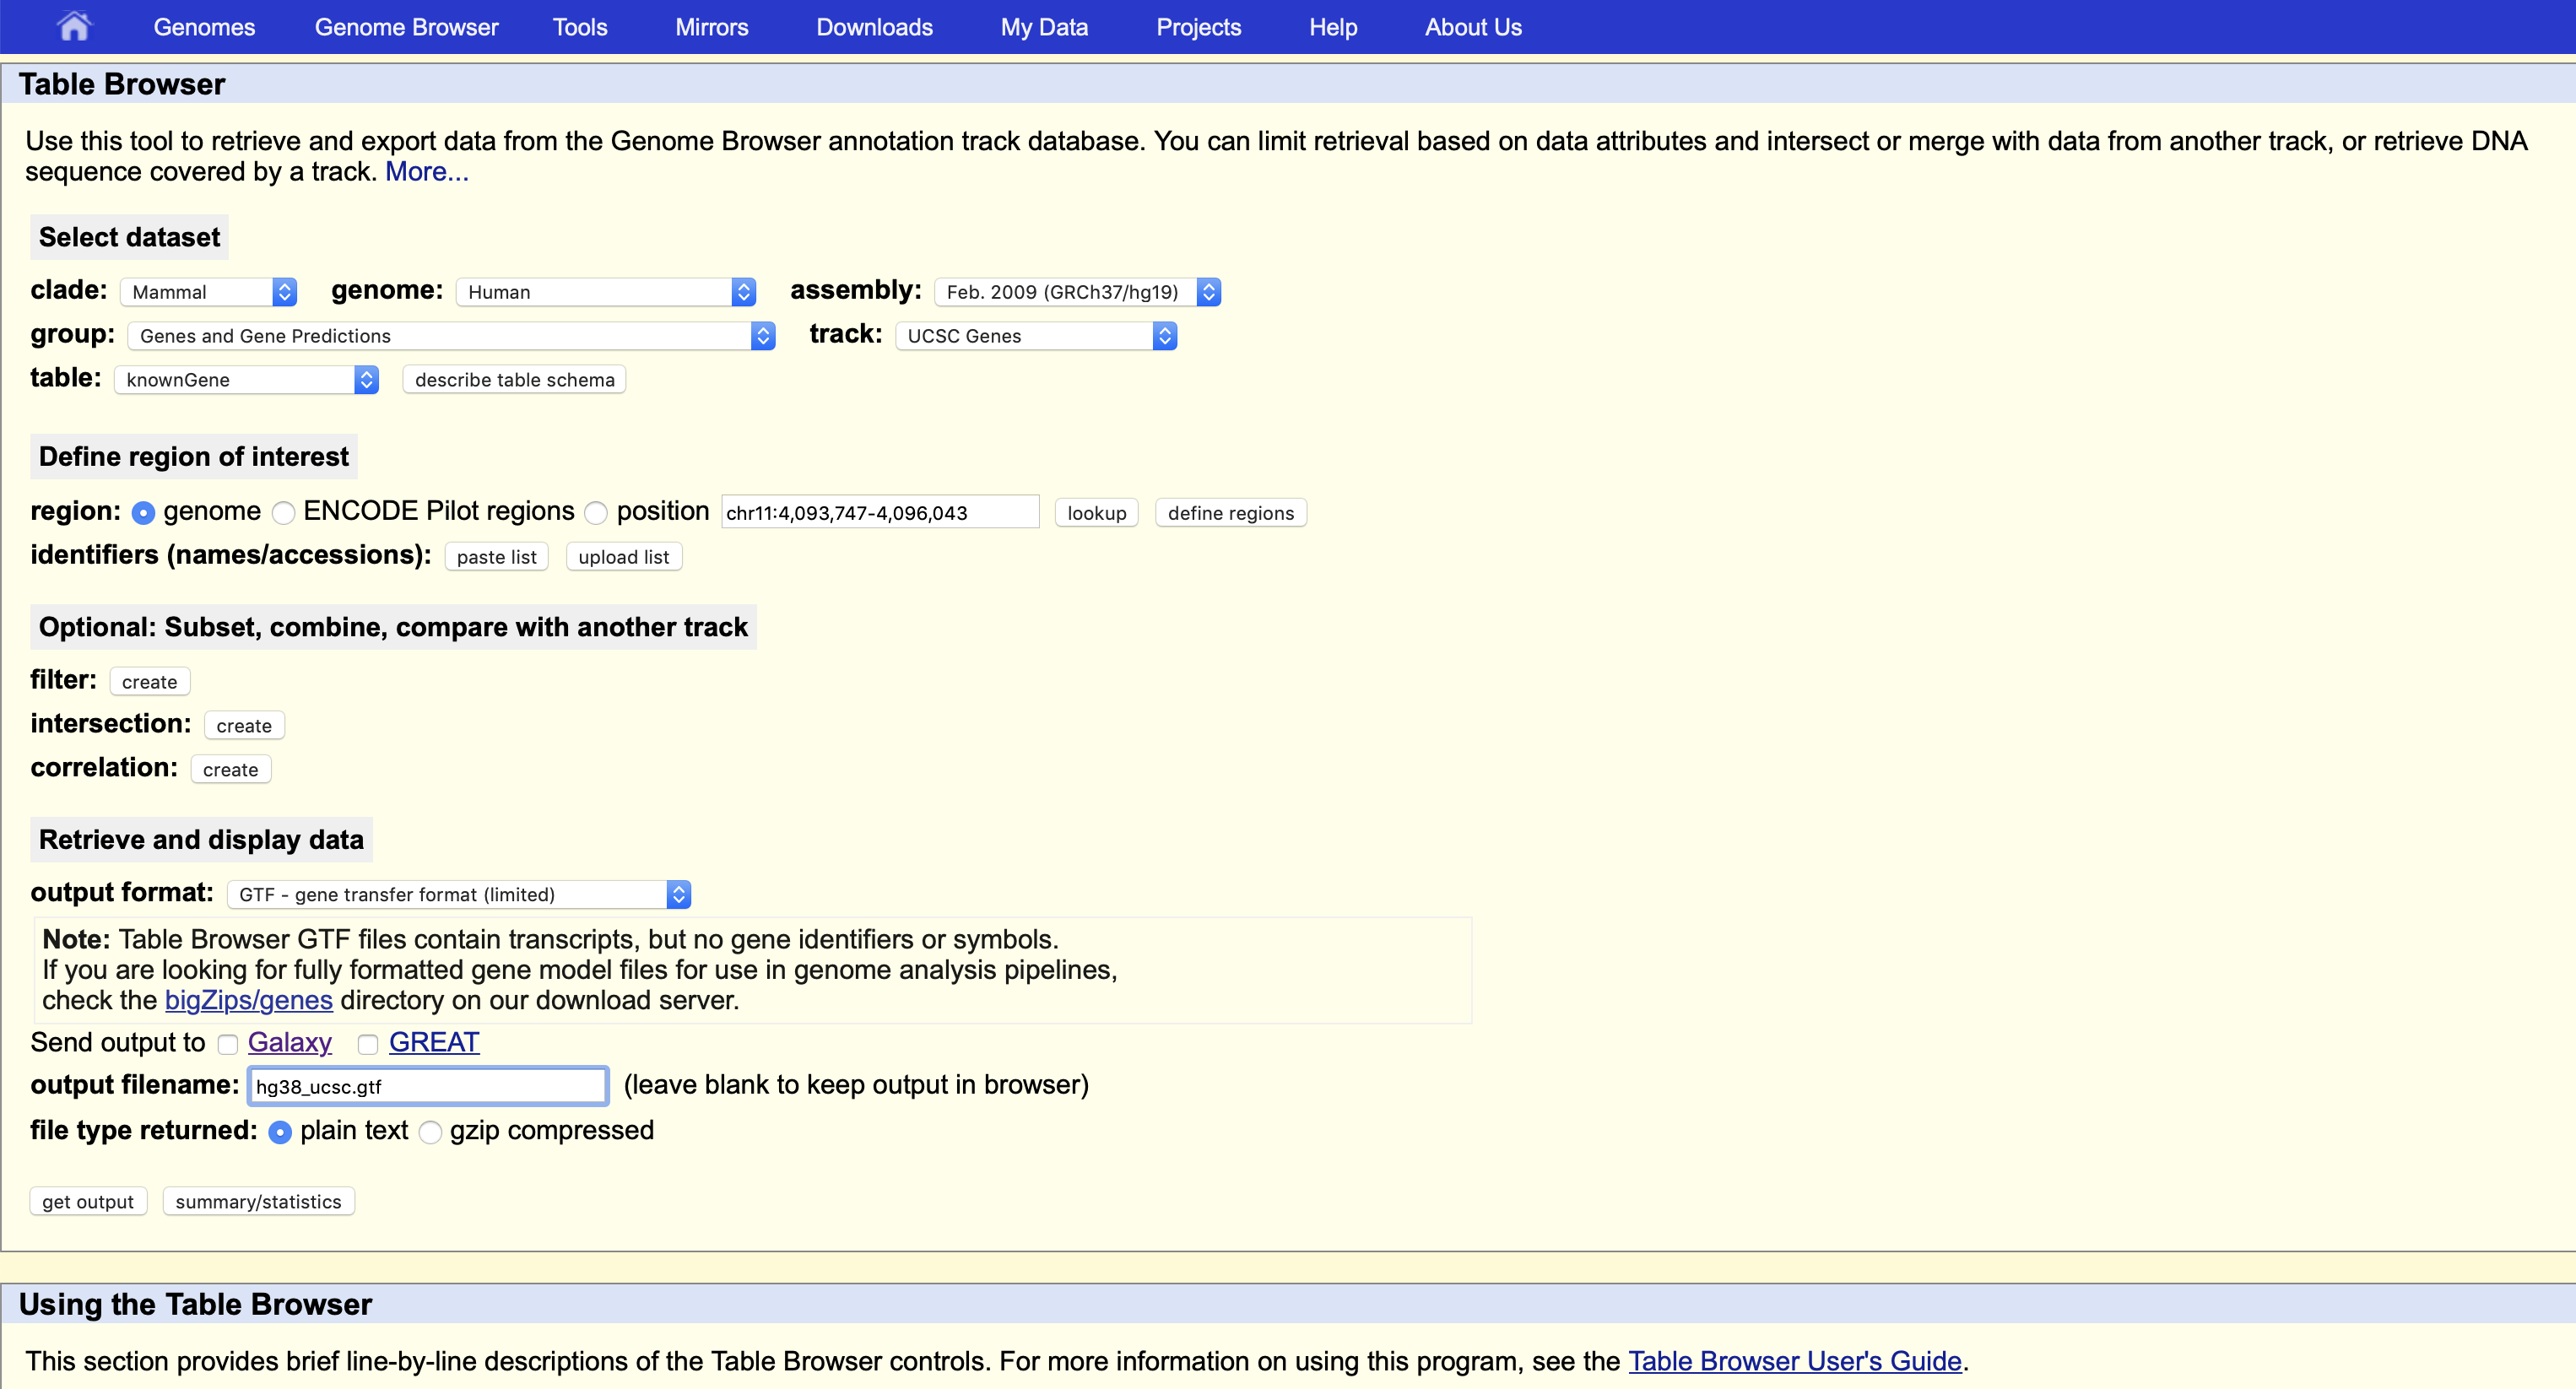 Genomes Genome Browser Tools Mirrors Downloads My Data Projects Help About Us
Table Browser
Use this tool to retrieve and export data from the Genome Browser annotation track database. You can limit retrieval based on data attributes and intersect or merge with data from another track, or retrieve DNA
sequence covered by a track. More...
Select dataset
clade: Mammal genome: Human assembly: Feb. 2009 (GRCh37/hg19)
group: Genes and Gene Predictions track: UCSC Genes
table: knownGene describe table schema
Define region of interest
region: genome ENCODE Pilot regions position chr11:4,093,747-4,096,043 lookup define regions
identifiers (names/accessions): paste list upload list
Optional: Subset, combine, compare with another track
filter: create
intersection: create
correlation: create
Retrieve and display data
output format: GTF - gene transfer format (limited)
Note: Table Browser GTF files contain transcripts, but no gene identifiers or symbols.
If you are looking for fully formatted gene model files for use in genome analysis pipelines,
check the bigZips/genes directory on our download server.
Send output to Galaxy GREAT
output filename: hg38_ucsc.gtf (leave blank to keep output in browser)
file type returned: plain text gzip compressed
get output summary/statistics
Using the Table Browser
This section provides brief line-by-line descriptions of the Table Browser controls. For more information on using this program, see the Table Browser User's Guide.